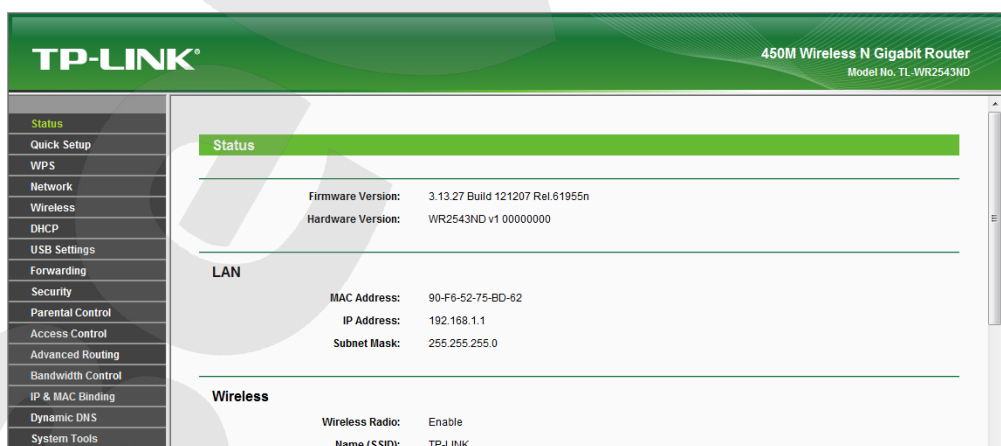 TP-LINK®
450M Wireless N Gigabit Router
Model No. TL-WR2543ND
Status
Quick Setup
WPS
Network
Wireless
DHCP
USB Settings
Forwarding
Security
Parental Control
Access Control
Advanced Routing
Bandwidth Control
IP & MAC Binding
Dynamic DNS
System Tools
Status
Firmware Version: 3.13.27 Build 121207 Rel.61955n
Hardware Version: WR2543ND v1 00000000
LAN
MAC Address: 90-F6-52-75-BD-62
IP Address: 192.168.1.1
Subnet Mask: 255.255.255.0
Wireless
Wireless Radio: Enable
Name (SSID): TP-LINK